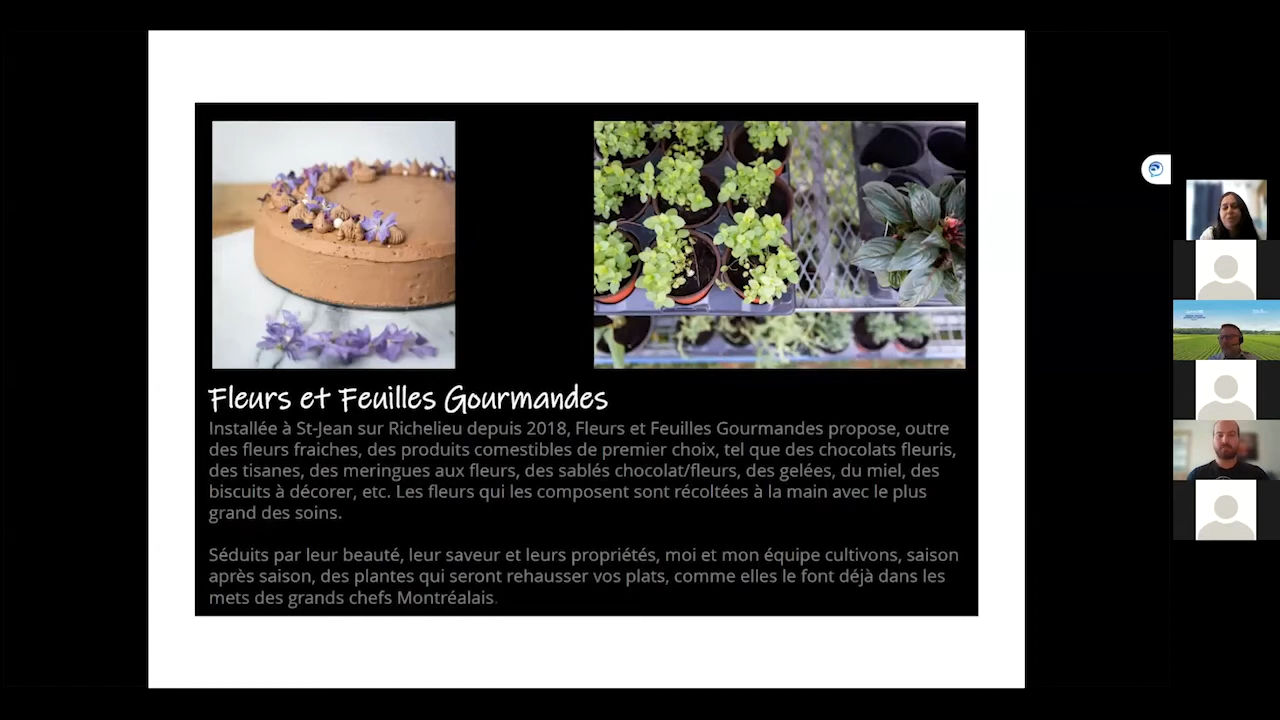 Fleurs et Feuilles Gourmandes
Installée à St-Jean sur Richelieu depuis 2018, Fleurs et Feuilles Gourmandes propose, outre
des fleurs fraiches, des produits comestibles de premier choix, tel que des chocolats fleuris,
des tisanes, des meringues aux fleurs, des sablés chocolat/fleurs, des gelées, du miel, des
biscuits à décorer, etc. Les fleurs qui les composent sont récoltées à la main avec le plus
grand des soins.
Séduits par leur beauté, leur saveur et leurs propriétés, moi et mon équipe cultivons, saison
après saison, des plantes qui seront rehausser vos plats, comme elles le font déjà dans les
mets des grands chefs Montréalais.